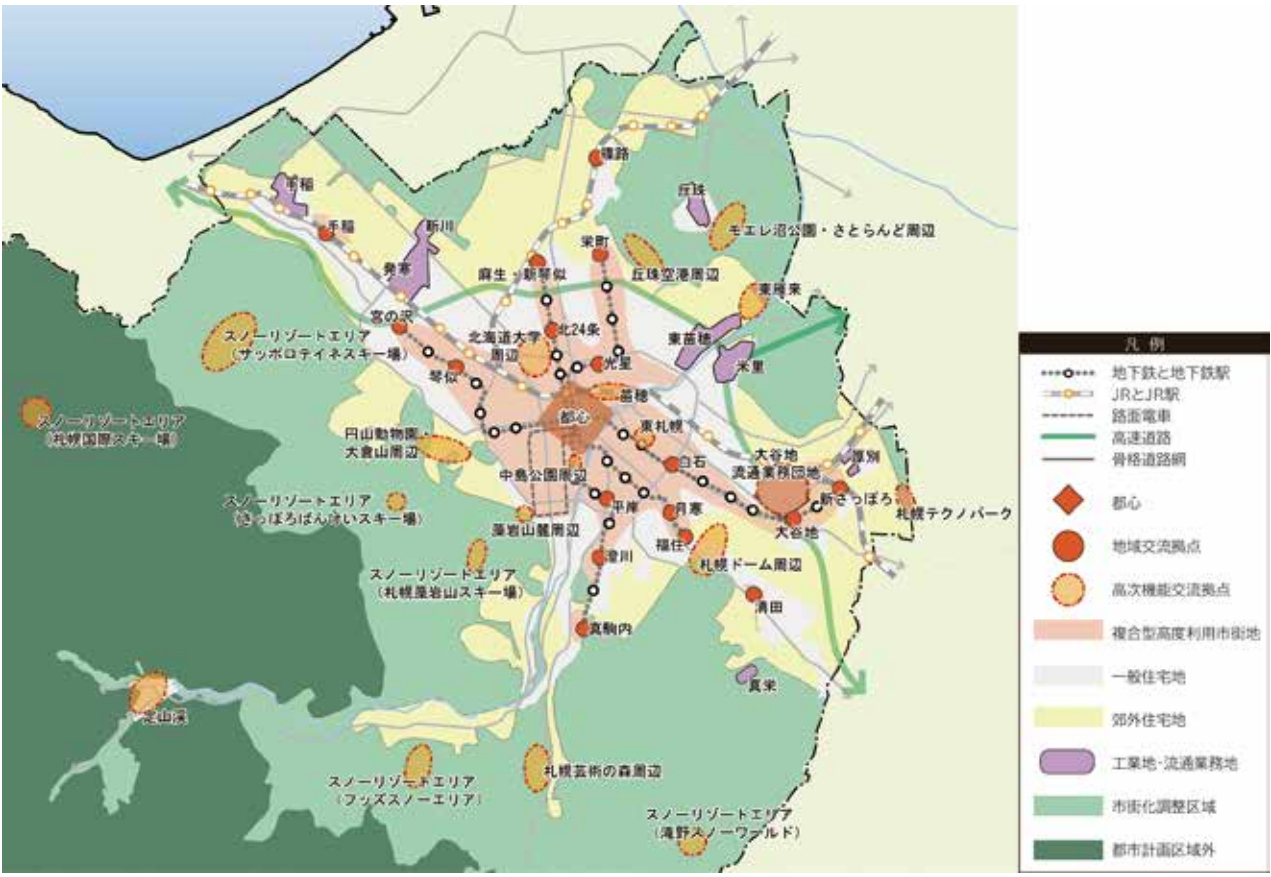 篠路
手稲
丘珠
手稲
新川
栄町
モエレ沼公園・さとらんど周辺
発寒
麻生・新琴似
丘珠空港周辺
東雁来
宮の沢
北24条
スノーリゾートエリア
(サッポロテイネスキー場)
北海道大学
周辺
東苗穂
光星
米里
琴似
苗穂
都心
スノーリゾートエリア
(札幌国際スキー場)
円山動物園・
大倉山周辺
東札幌
大谷地
流通業務団地
厚別
白石
中島公園周辺
新さっぽろ
スノーリゾートエリア
(さっぽろばんけいスキー場)
平岸
月寒
札幌テクノパーク
藻岩山麓周辺
大谷地
福住
澄川
札幌ドーム周辺
スノーリゾートエリア
(札幌藻岩山スキー場)
清田
真駒内
真栄
定山渓
札幌芸術の森周辺
スノーリゾートエリア
(フッズスノーエリア)
スノーリゾートエリア
(滝野スノーワールド)
凡例
地下鉄と地下鉄駅
JRとJR駅
路面電車
高速道路
骨格道路網
都心
地域交流拠点
高次機能交流拠点
複合型高度利用市街地
一般住宅地
郊外住宅地
工業地・流通業務地
市街化調整区域
都市計画区域外